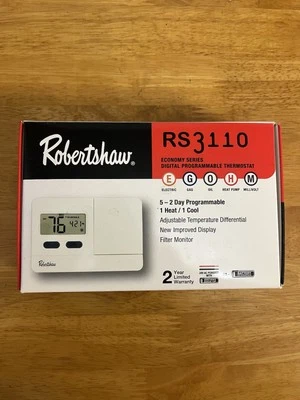 Robertshaw®
RS3110
ECONOMY SERIES
DIGITAL PROGRAMMABLE THERMOSTAT
E G O H M
ELECTRIC GAS OIL HEAT PUMP MILLIVOLT
5 - 2 Day Programmable
1 Heat / 1 Cool
Adjustable Temperature Differential
New Improved Display
Filter Monitor
76
421
Robertshaw
2 Year
Limited
Warranty